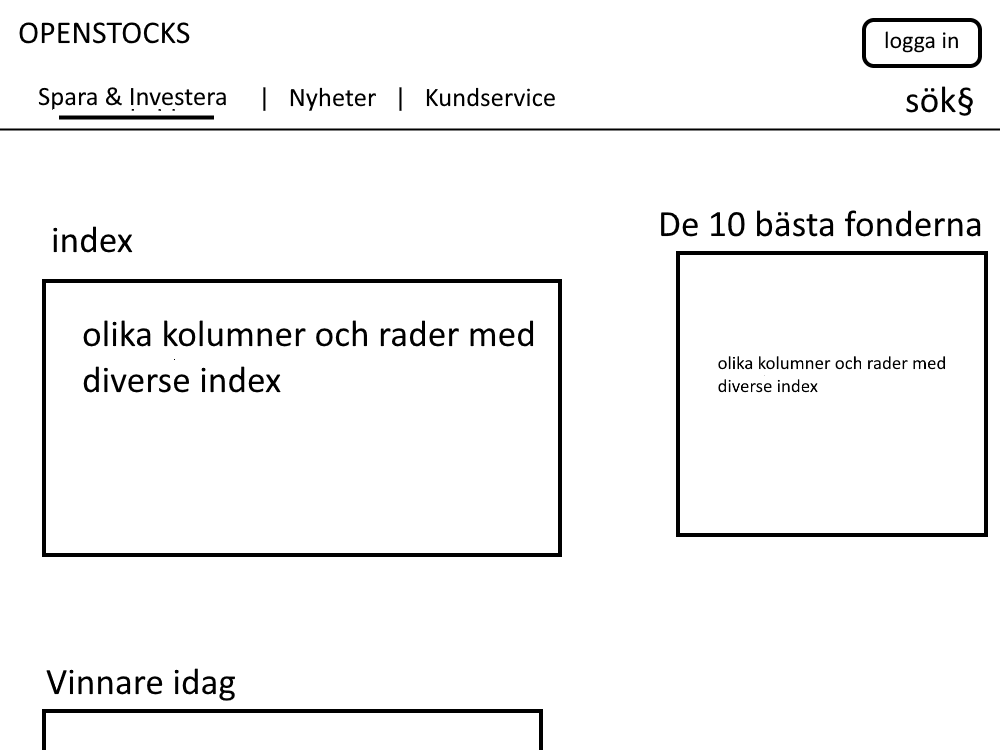 OPENSTOCKS
logga in
Spara & Investera | Nyheter | Kundservice
sök§
De 10 bästa fonderna
index
olika kolumner och rader med
diverse index
olika kolumner och rader med
diverse index
Vinnare idag